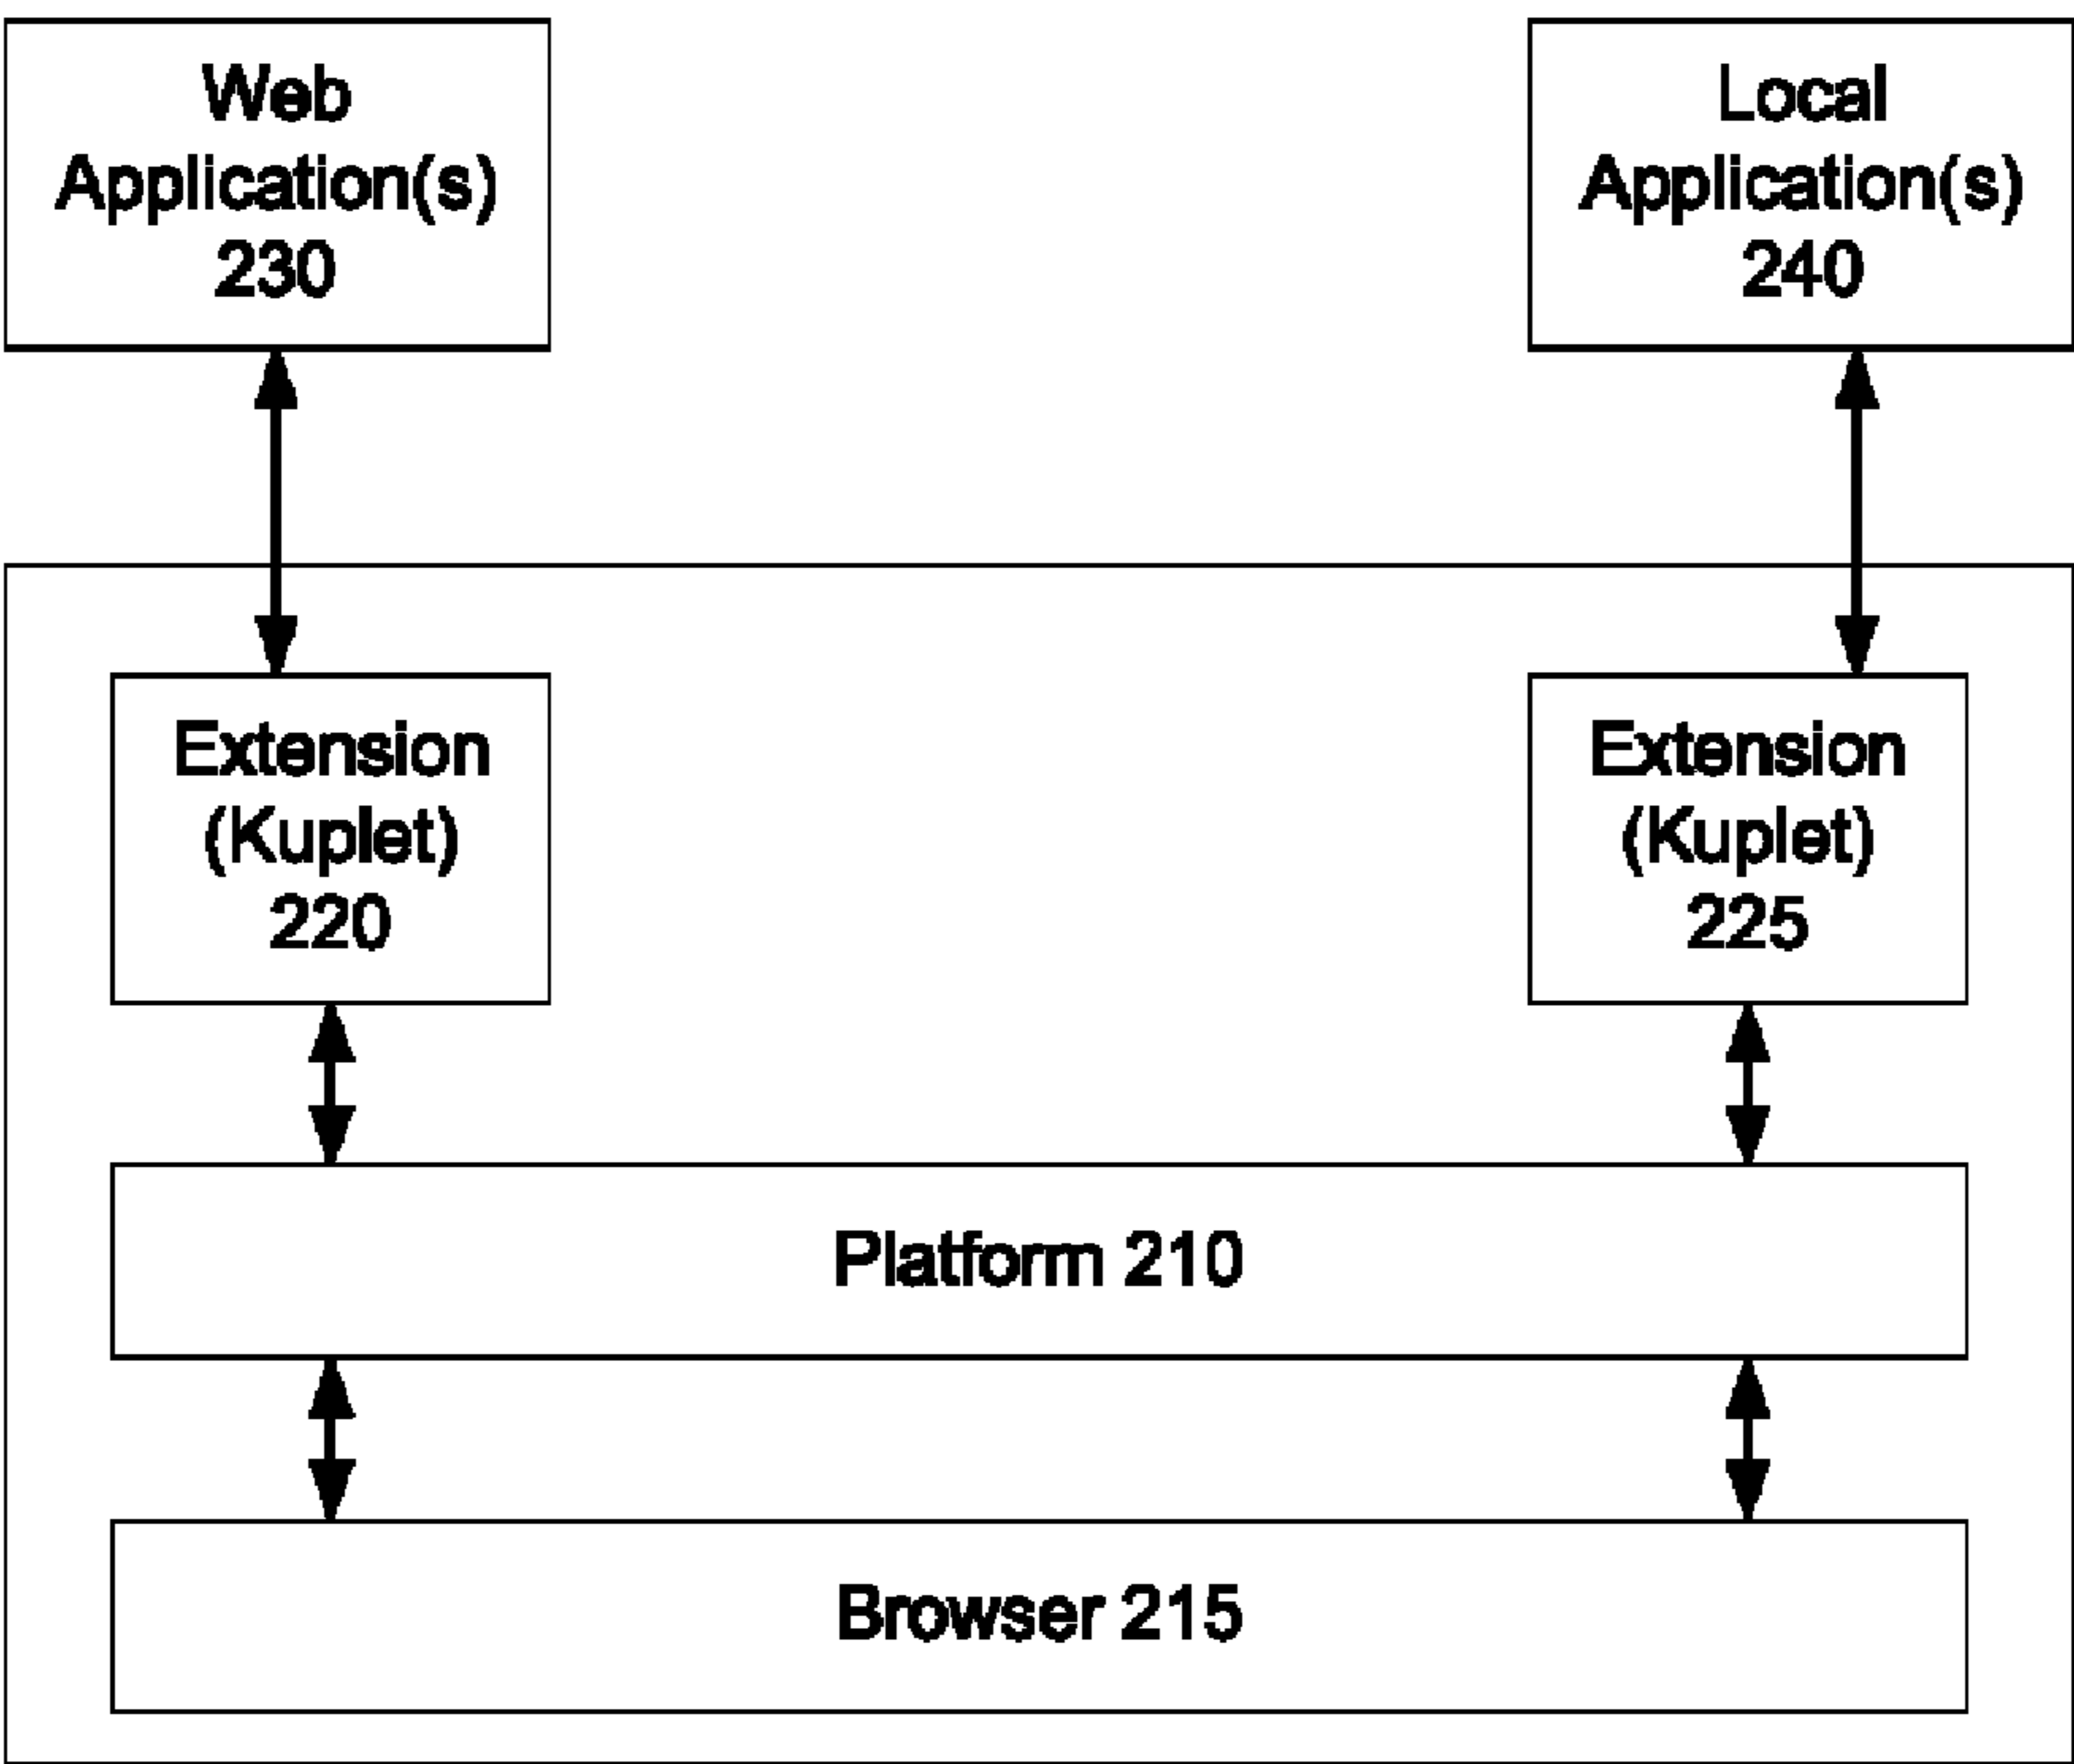 Web
Application(s)
230
Local
Application(s)
240
Extension
(Kuplet)
220
Extension
(Kuplet)
225
Platform 210
Browser 215